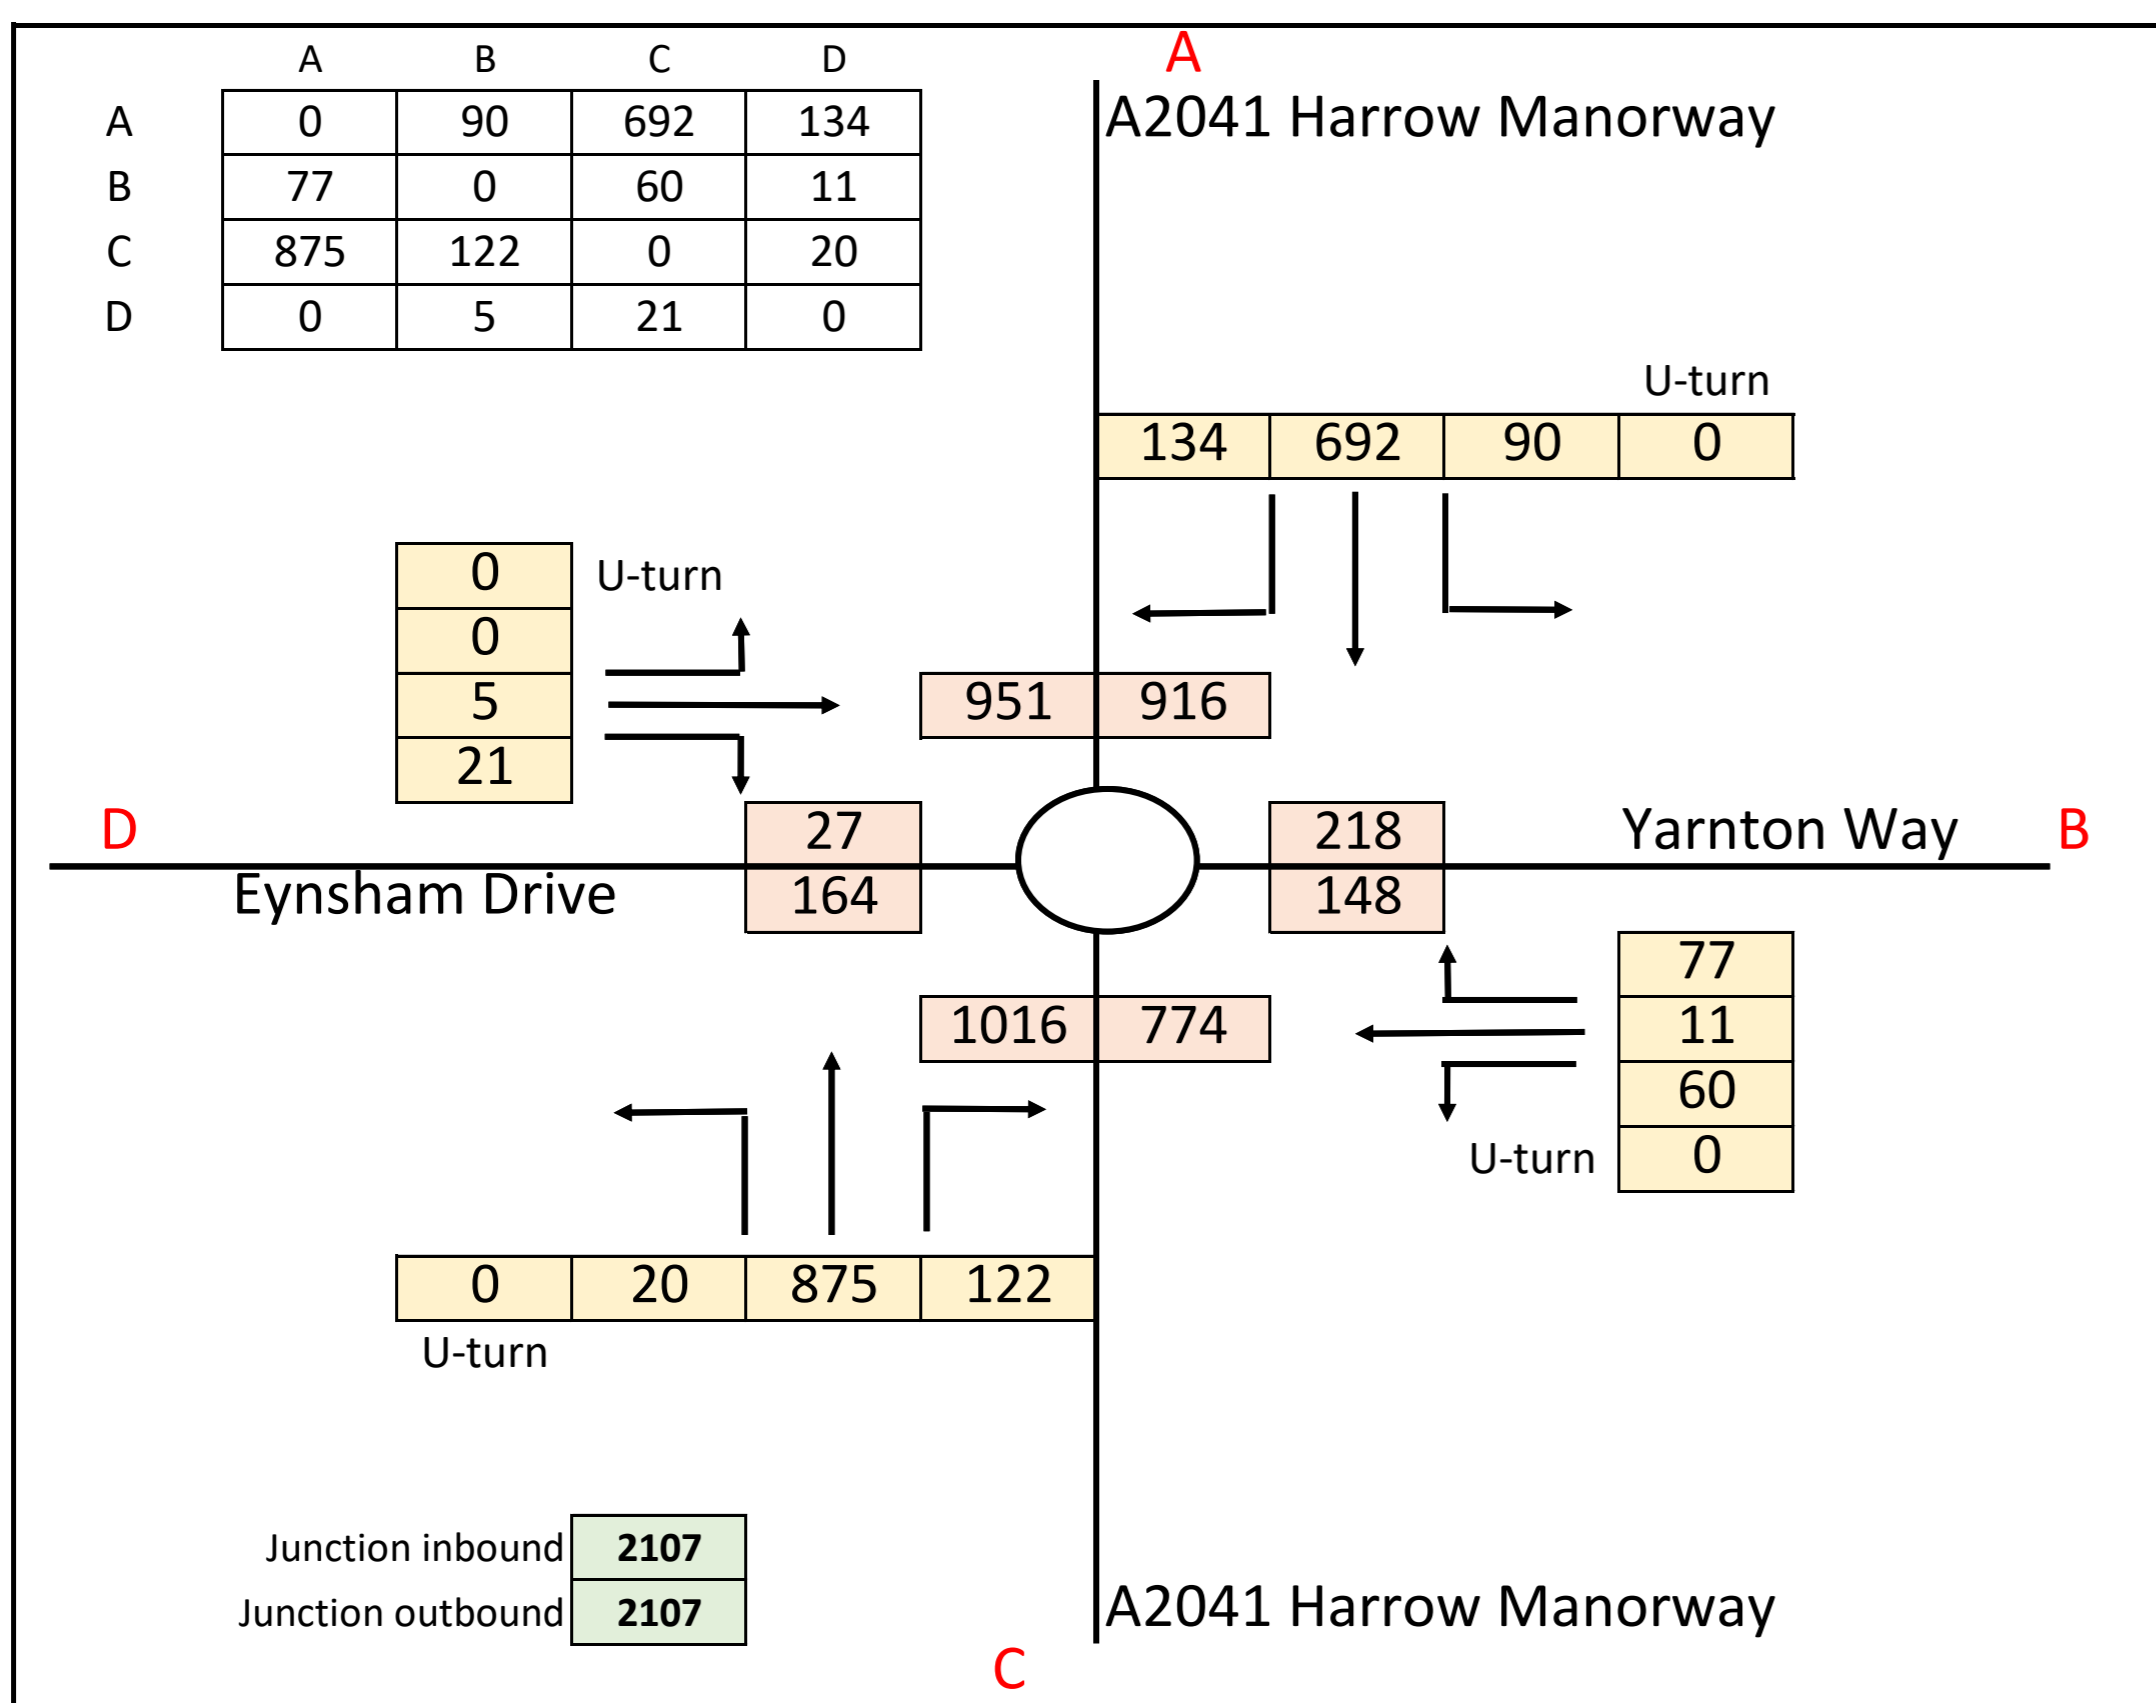 A
A B C D
A 0 90 692 134
A2041 Harrow Manorway
B 77 0 60 11
C 875 122 0 20
D 0 5 21 0
U-turn
134 692 90 0
0 U-turn
0
5
21
951 916
D
27
164
Eynsham Drive
218
148
Yarnton Way B
1016 774
77
11
60
0
U-turn
0 20 875 122
U-turn
Junction inbound 2107
Junction outbound 2107
A2041 Harrow Manorway
C